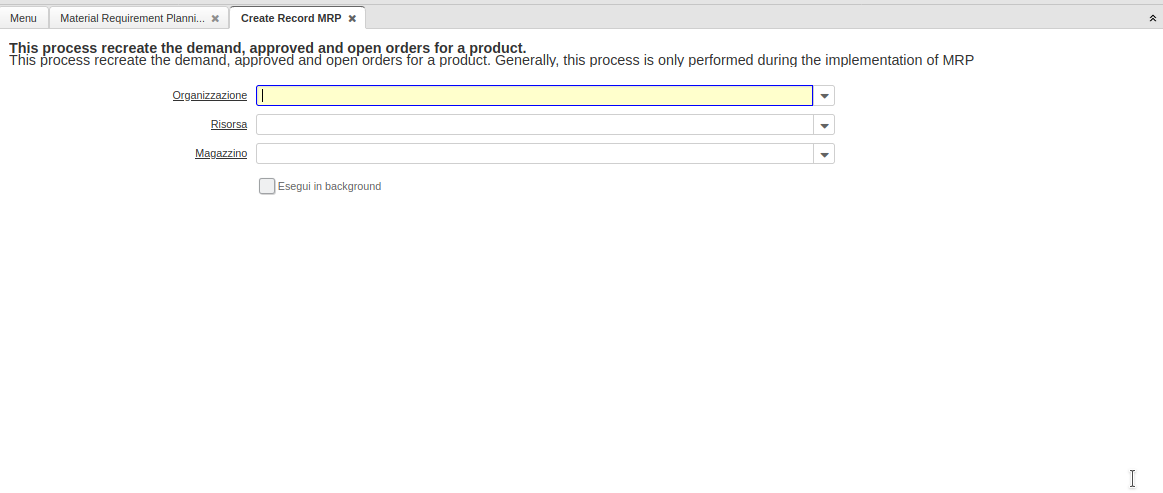 Menu Material Requirement Planni... Create Record MRP
This process recreate the demand, approved and open orders for a product.
This process recreate the demand, approved and open orders for a product. Generally, this process is only performed during the implementation of MRP
Organizzazione
Risorsa
Magazzino
Esegui in background